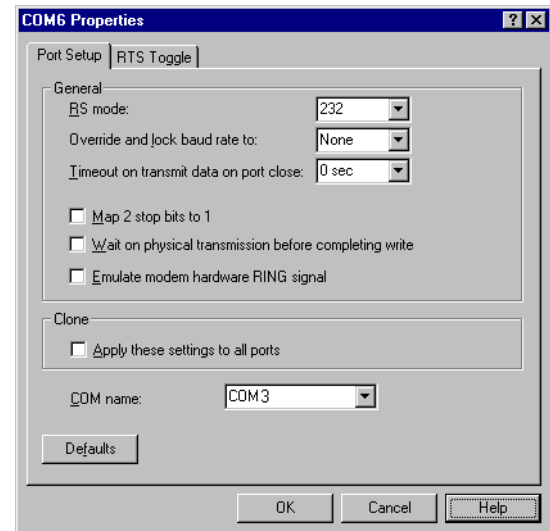 COM6 Properties
? X
Port Setup RTS Toggle
General
RS mode: 232
Override and lock baud rate to: None
Timeout on transmit data on port close: 0 sec
Map 2 stop bits to 1
Wait on physical transmission before completing write
Emulate modem hardware RING signal
Clone
Apply these settings to all ports
COM name: COM3
Defaults
OK Cancel Help